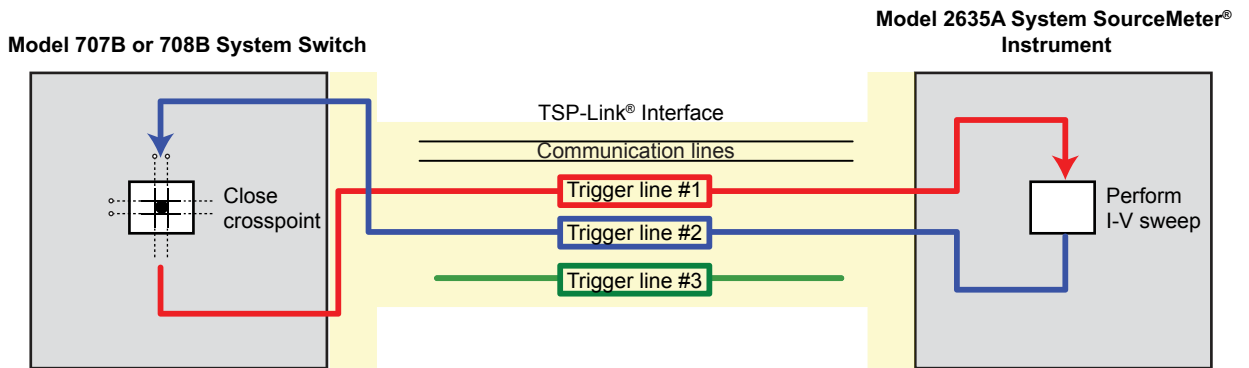 Model 707B or 708B System Switch
Model 2635A System SourceMeter®
Instrument
TSP-Link® Interface
Communication lines
Trigger line #1
Close
crosspoint
Perform
I-V sweep
Trigger line #2
Trigger line #3